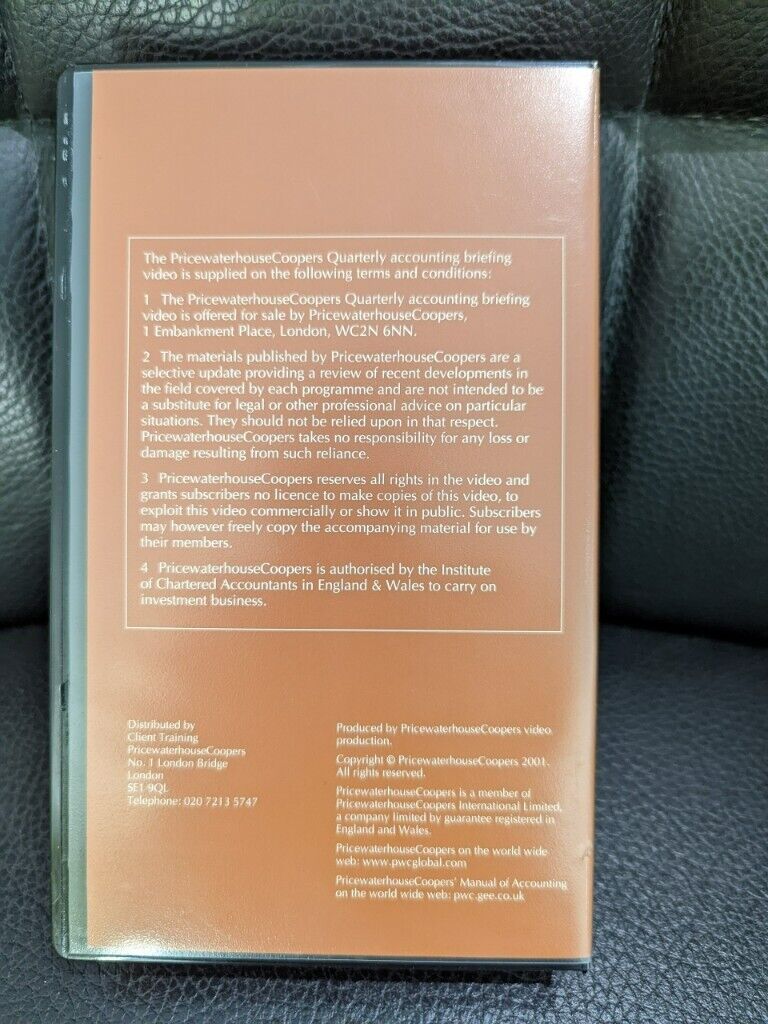 The PricewaterhouseCoopers Quarterly accounting briefing
video is supplied on the following terms and conditions:
1 The PricewaterhouseCoopers Quarterly accounting briefing
video is offered for sale by PricewaterhouseCoopers,
1 Embankment Place, London, WC2N 6NN.
2 The materials published by PricewaterhouseCoopers are a
selective update providing a review of recent developments in
the field covered by each programme and are not intended to be
a substitute for legal or other professional advice on particular
situations. They should not be relied upon in that respect.
PricewaterhouseCoopers takes no responsibility for any loss or
damage resulting from such reliance.
3 PricewaterhouseCoopers reserves all rights in the video and
grants subscribers no licence to make copies of this video, to
exploit this video commercially or show it in public. Subscribers
may however freely copy the accompanying material for use by
their members.
4 PricewaterhouseCoopers is authorised by the Institute
of Chartered Accountants in England & Wales to carry on
investment business.
Distributed by
Client Training
PricewaterhouseCoopers
No. 1 London Bridge
London
SE1 9QL
Telephone: 020 7213 5747
Produced by PricewaterhouseCoopers video
production.
Copyright © PricewaterhouseCoopers 2001.
All rights reserved.
PricewaterhouseCoopers is a member of
PricewaterhouseCoopers International Limited,
a company limited by guarantee registered in
England and Wales.
PricewaterhouseCoopers on the world wide
web: www.pwcglobal.com
PricewaterhouseCoopers' Manual of Accounting
on the world wide web: pwc.gee.co.uk